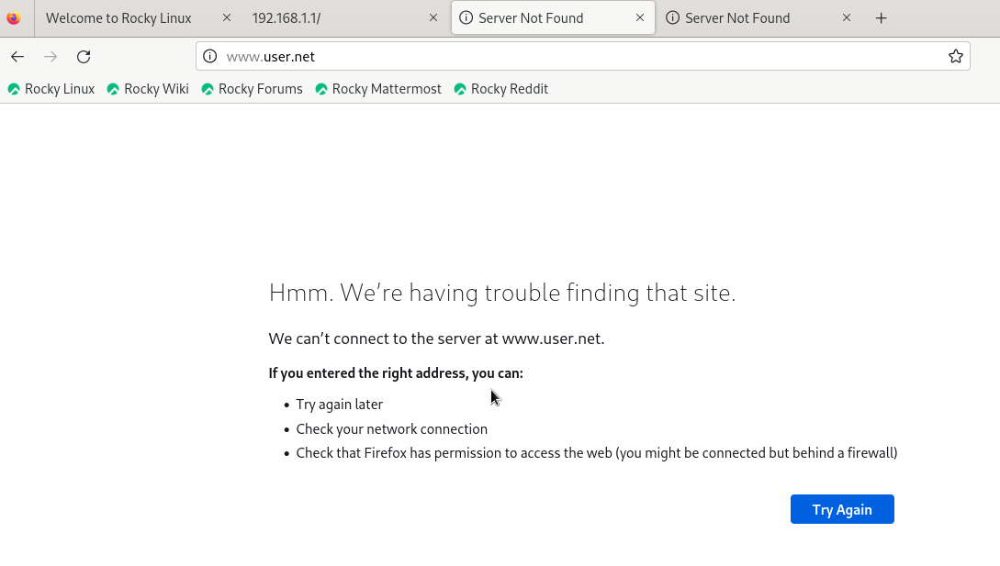 Welcome to Rocky Linux 192.168.1.1/ Server Not Found Server Not Found
www.user.net
Rocky Linux Rocky Wiki Rocky Forums Rocky Mattermost Rocky Reddit
Hmm. We're having trouble finding that site.
We can't connect to the server at www.user.net.
If you entered the right address, you can:
• Try again later
• Check your network connection
• Check that Firefox has permission to access the web (you might be connected but behind a firewall)
Try Again